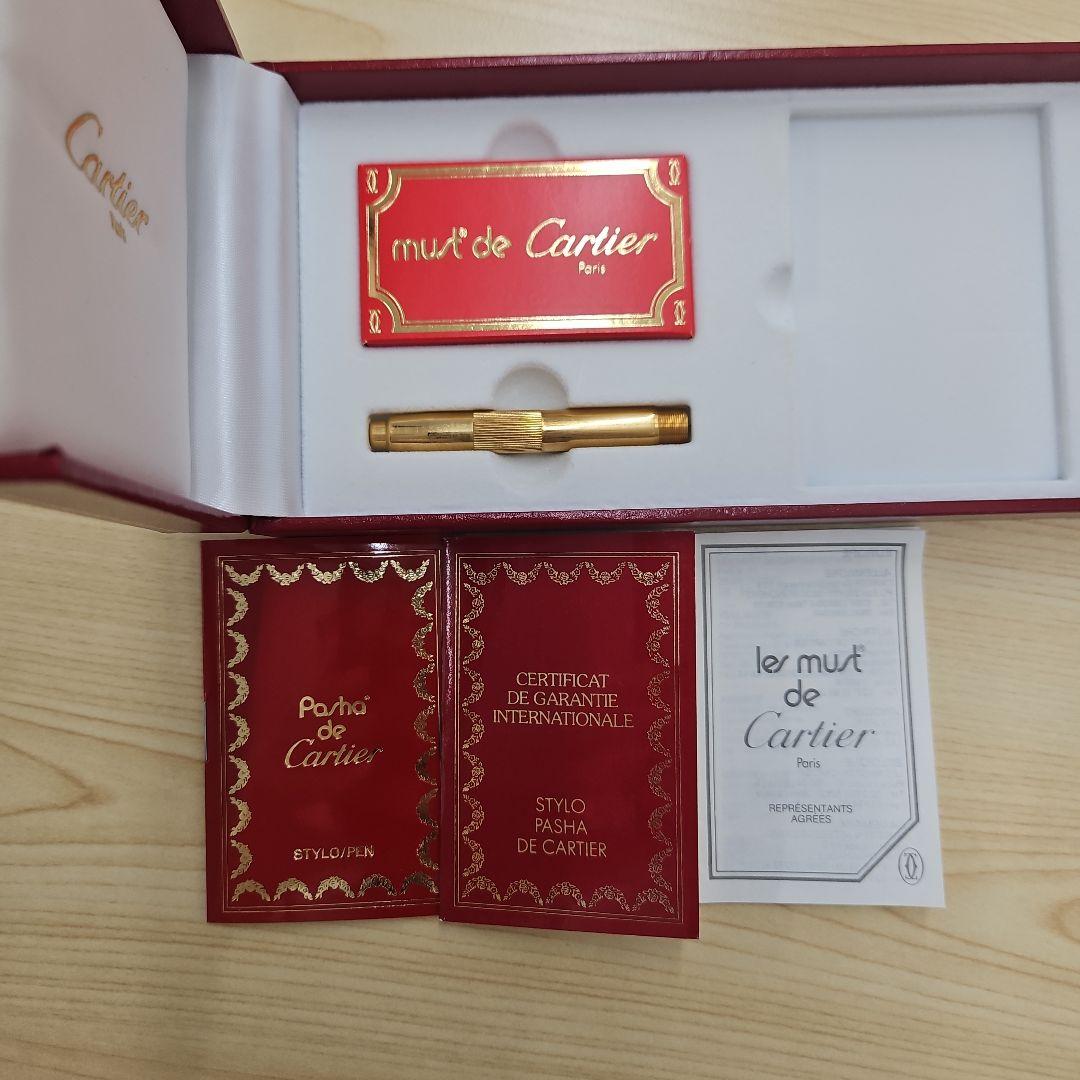 Cartier
Paris
must® de Cartier
Paris
Pasha
de
Cartier
STYLO/PEN
CERTIFICAT
DE GARANTIE
INTERNATIONALE
STYLO
PASHA
DE CARTIER
les must®
de
Cartier
Paris
REPRÉSENTANTS
AGRÉES